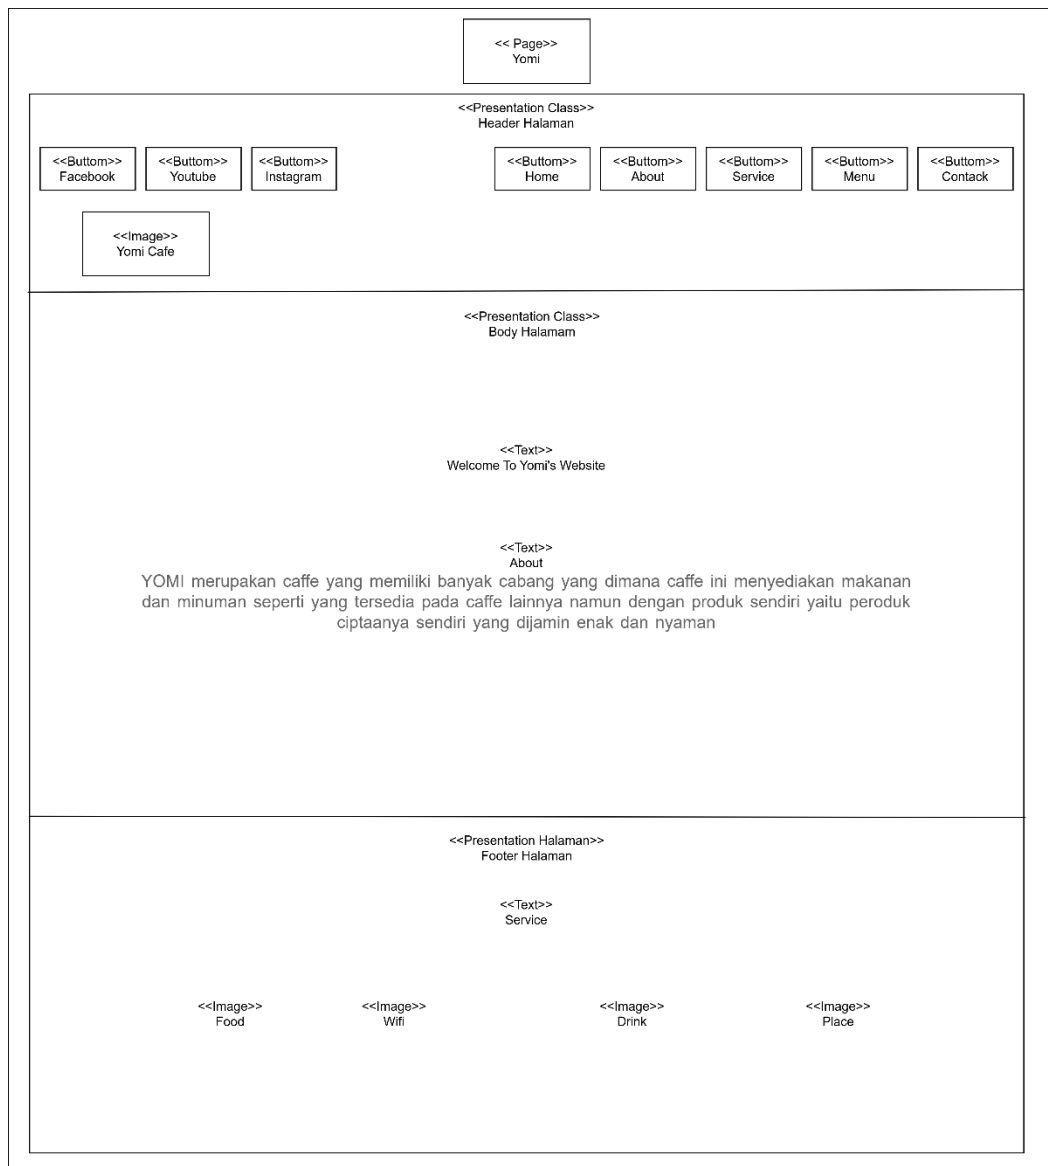 << Page>>
Yomi
<<Presentation Class>>
Header Halaman
<<Buttom>>
Facebook
<<Buttom>>
Youtube
<<Buttom>>
Instagram
<<Buttom>>
Home
<<Buttom>>
About
<<Buttom>>
Service
<<Buttom>>
Menu
<<Buttom>>
Contack
<<Image>>
Yomi Cafe
<<Presentation Class>>
Body Halamam
<<Text>>
Welcome To Yomi's Website
<<Text>>
About
YOMI merupakan caffe yang memiliki banyak cabang yang dimana caffe ini menyediakan makanan
dan minuman seperti yang tersedia pada caffe lainnya namun dengan produk sendiri yaitu peroduk
ciptaanya sendiri yang dijamin enak dan nyaman
<<Presentation Halaman>>
Footer Halaman
<<Text>>
Service
<<Image>>
Food
<<Image>>
Wifi
<<Image>>
Drink
<<Image>>
Place